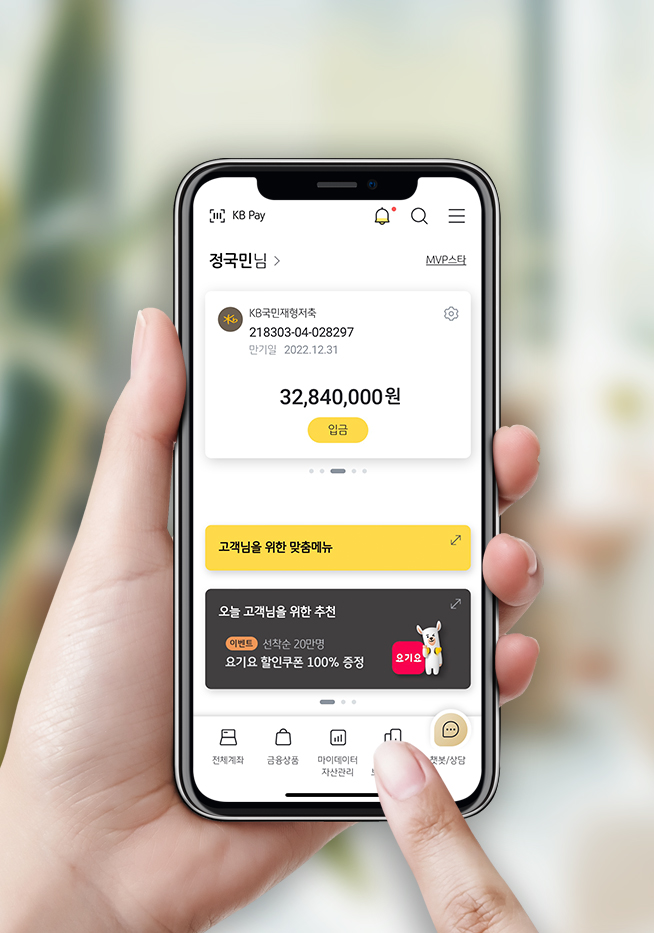 KB Pay
정국민님
MVP스타
KB국민재형저축
218303-04-028297
만기일 2022.12.31
32,840,000원
입금
고객님을 위한 맞춤메뉴
오늘 고객님을 위한 추천
이벤트 선착순 20만명
요기요 할인쿠폰 100% 증정
요기요
전체계좌
금융상품
마이데이터
자산관리
챗봇/상담